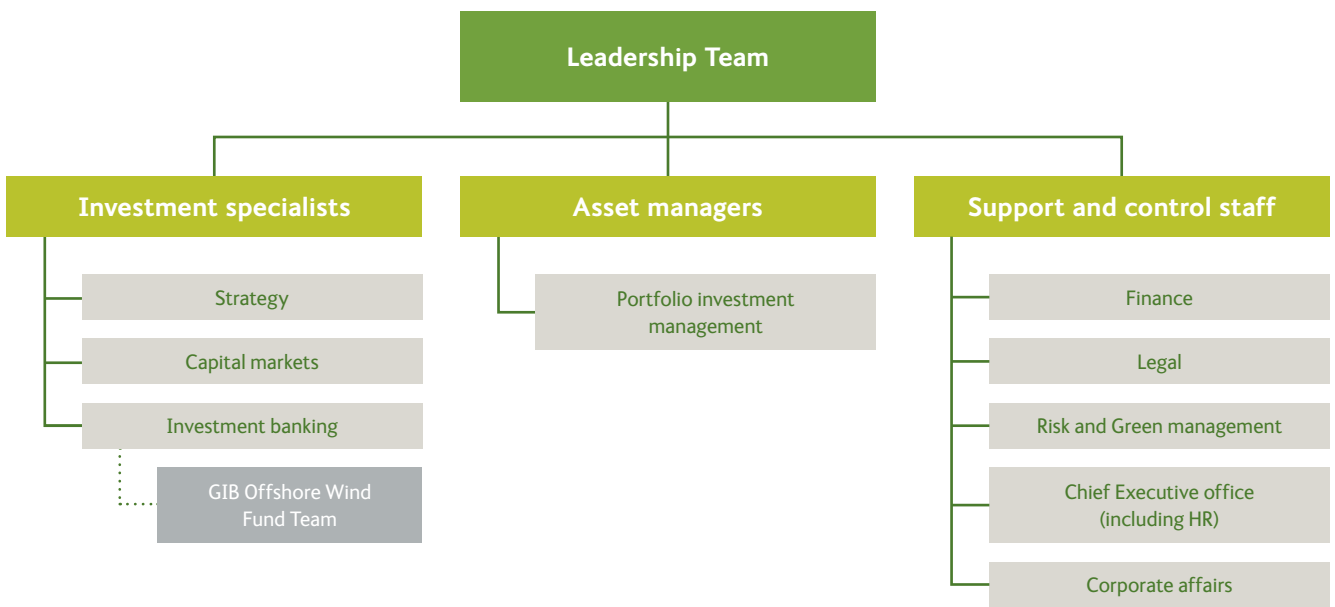 Leadership Team
Investment specialists
Strategy
Capital markets
Investment banking
GIB Offshore Wind
Fund Team
Asset managers
Portfolio investment
management
Support and control staff
Finance
Legal
Risk and Green management
Chief Executive office
(including HR)
Corporate affairs